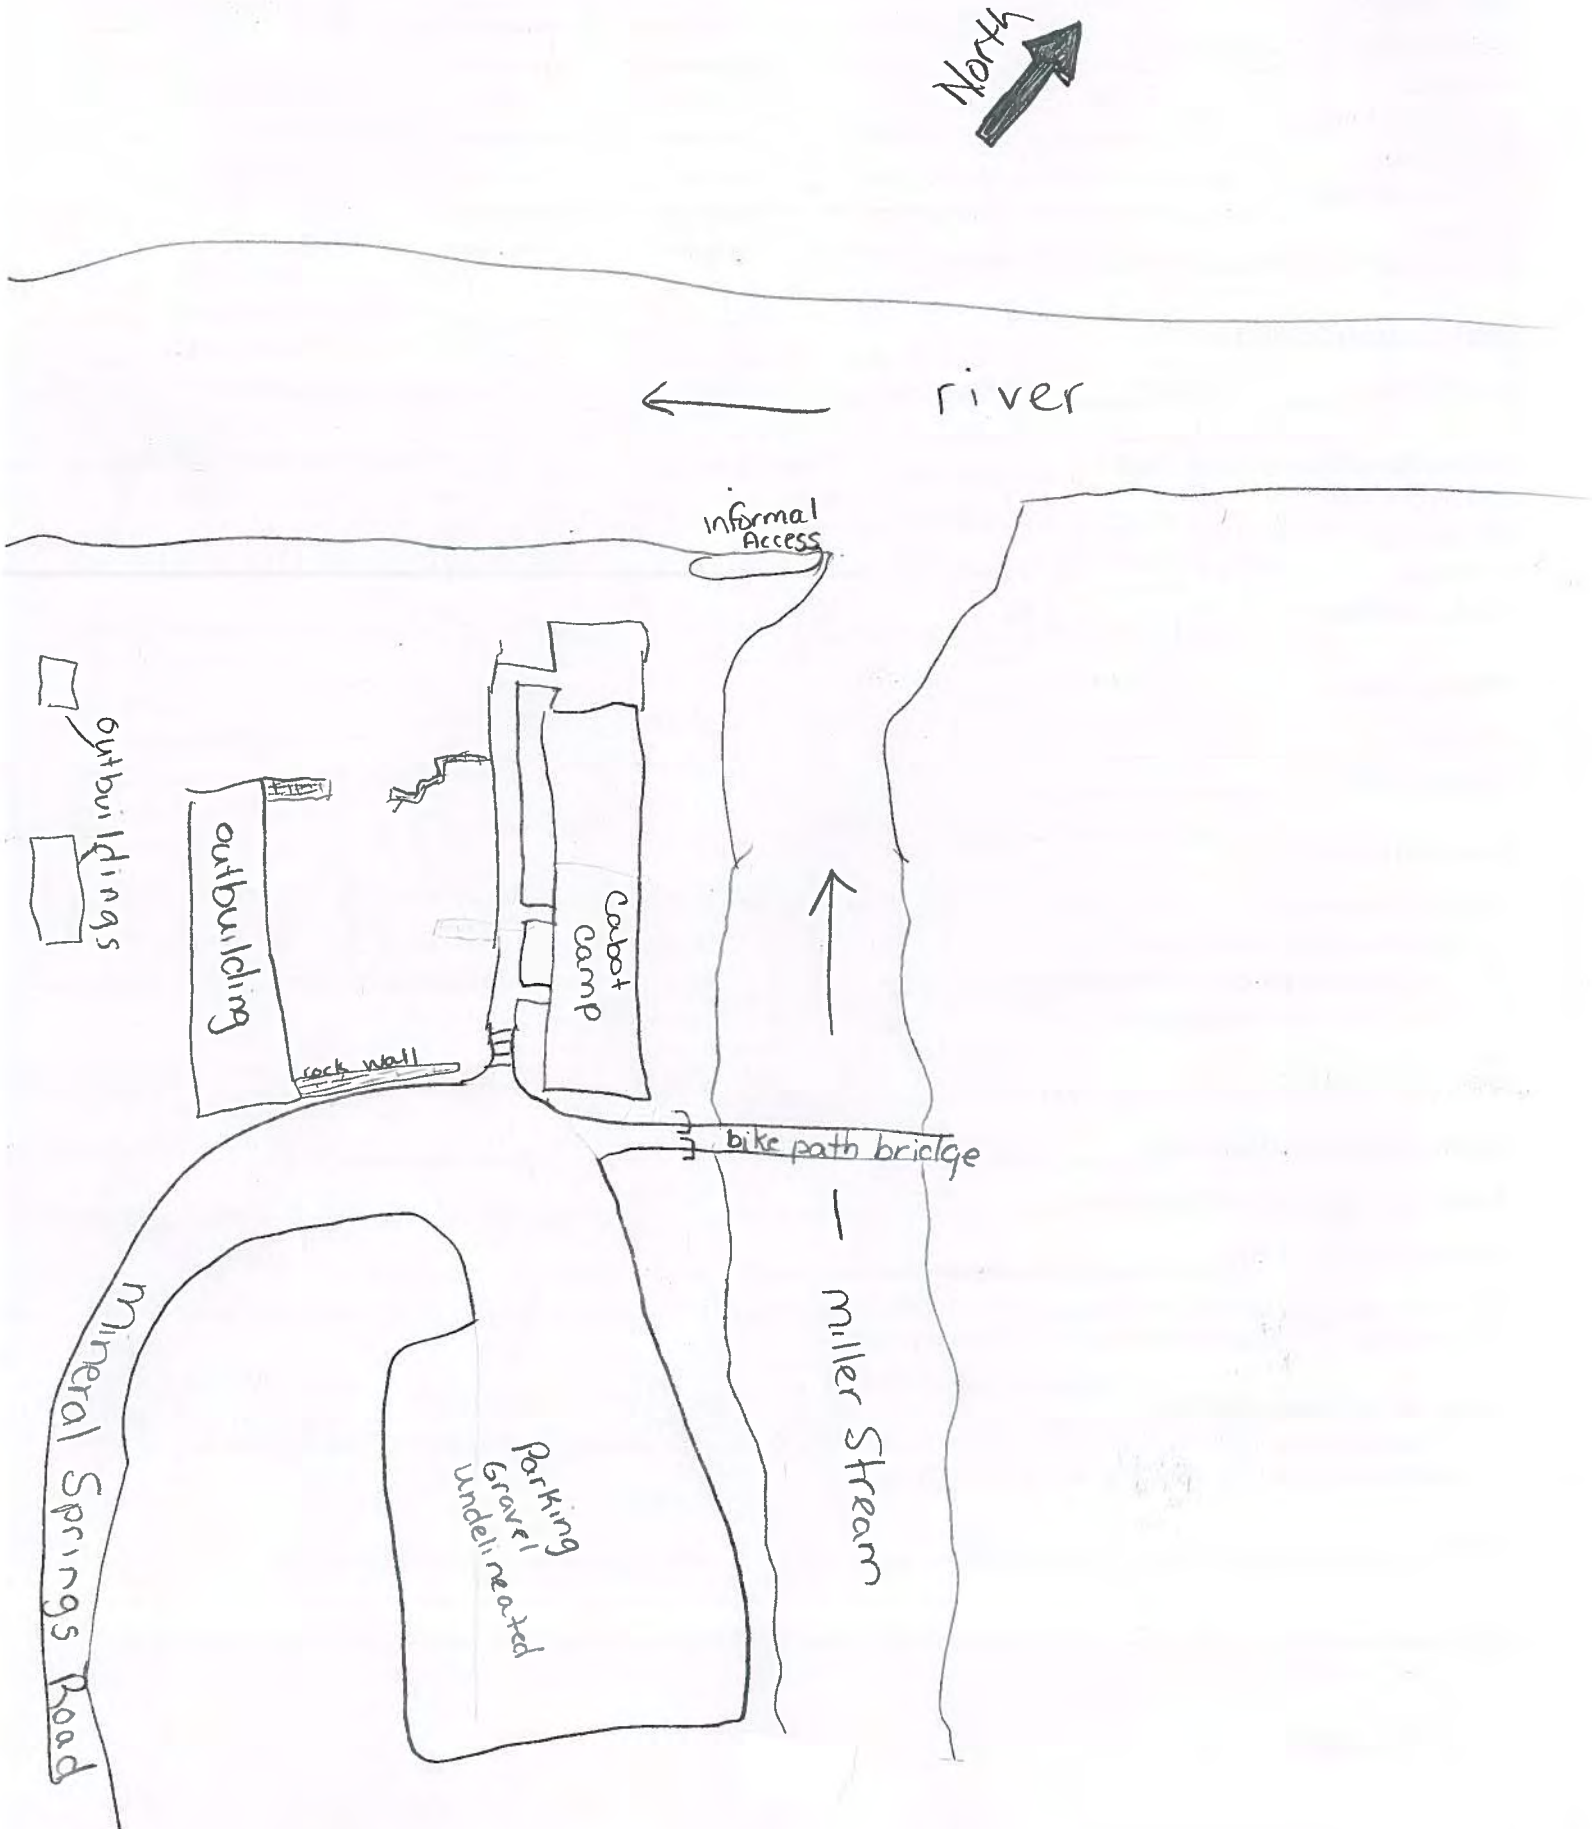 North
river
informal
Access
outbuildings
outbuilding
Cabot
Camp
rock wall
bike path bridge
Miller Stream
Mineral Springs Road
Parking
Gravel
undelineated